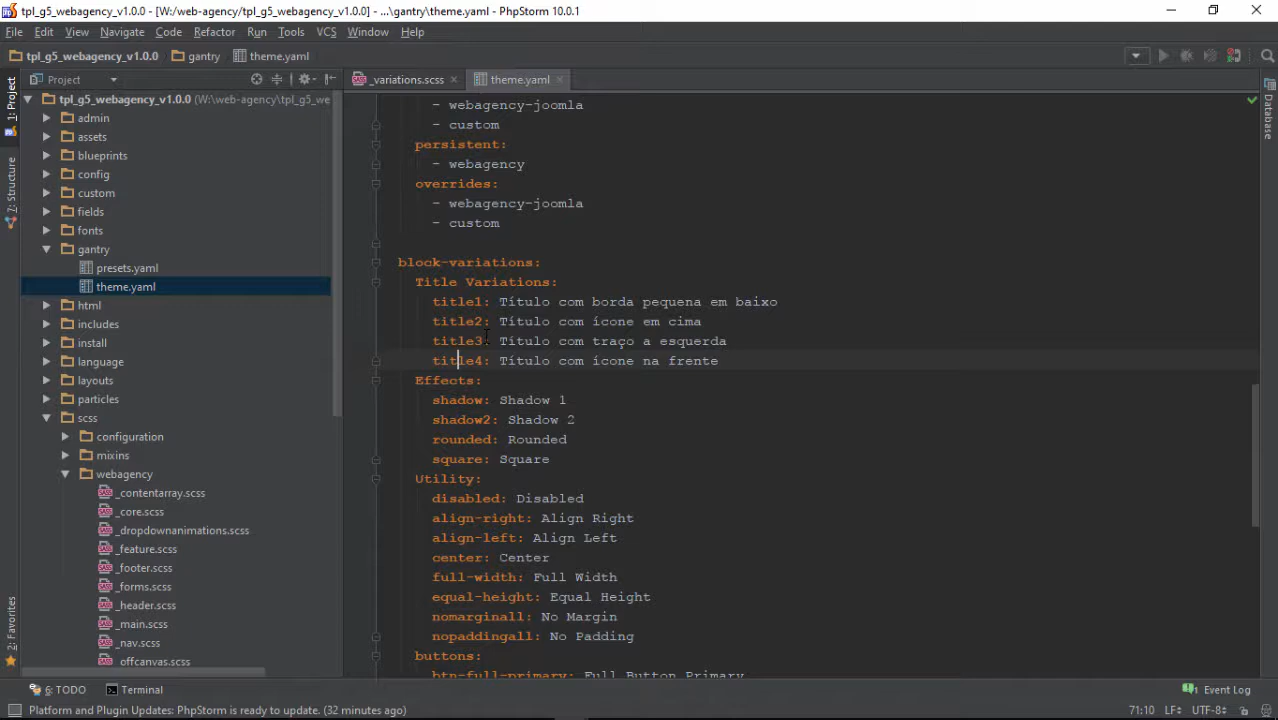 tpl_g5_webagency_v1.0.0 - [W:/web-agency/tpl_g5_webagency_v1.0.0] - ...\gantry\theme.yaml - PhpStorm 10.0.1
File Edit View Navigate Code Refactor Run Tools VCS Window Help
tpl_g5_webagency_v1.0.0 gantry theme.yaml
Project
_variations.scss theme.yaml
1: Project
7: Structure
2: Favorites
Database
tpl_g5_webagency_v1.0.0 (W:\web-agency\tpl_g5_we
admin
assets
blueprints
config
custom
fields
fonts
gantry
presets.yaml
theme.yaml
html
includes
install
language
layouts
particles
scss
configuration
mixins
webagency
_contentarray.scss
_core.scss
_dropdownanimations.scss
_feature.scss
_footer.scss
_forms.scss
_header.scss
_main.scss
_nav.scss
offcanvas.scss
- webagency-joomla
- custom
persistent:
- webagency
overrides:
- webagency-joomla
- custom
block-variations:
Title Variations:
title1: Título com borda pequena em baixo
title2: Título com ícone em cima
title3: Título com traço a esquerda
title4: Título com ícone na frente
Effects:
shadow: Shadow 1
shadow2: Shadow 2
rounded: Rounded
square: Square
Utility:
disabled: Disabled
align-right: Align Right
align-left: Align Left
center: Center
full-width: Full Width
equal-height: Equal Height
nomarginall: No Margin
nopaddingall: No Padding
buttons:
btn-full-primary: Full Button Primary
6: TODO Terminal
1 Event Log
Platform and Plugin Updates: PhpStorm is ready to update. (32 minutes ago)
71:10 LF÷ UTF-8÷